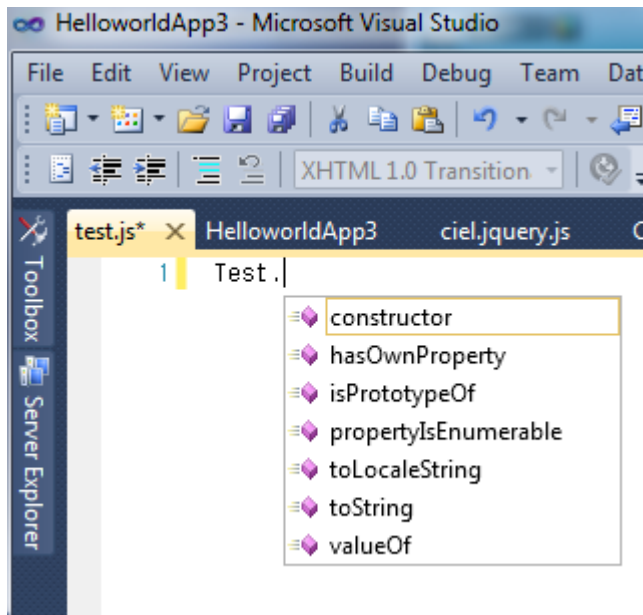 HelloworldApp3 - Microsoft Visual Studio
File Edit View Project Build Debug Team Dat
XHTML 1.0 Transition
test.js* HelloworldApp3 ciel.jquery.js
Toolbox
Server Explorer
1 Test.
constructor
hasOwnProperty
isPrototypeOf
propertyIsEnumerable
toLocaleString
toString
valueOf